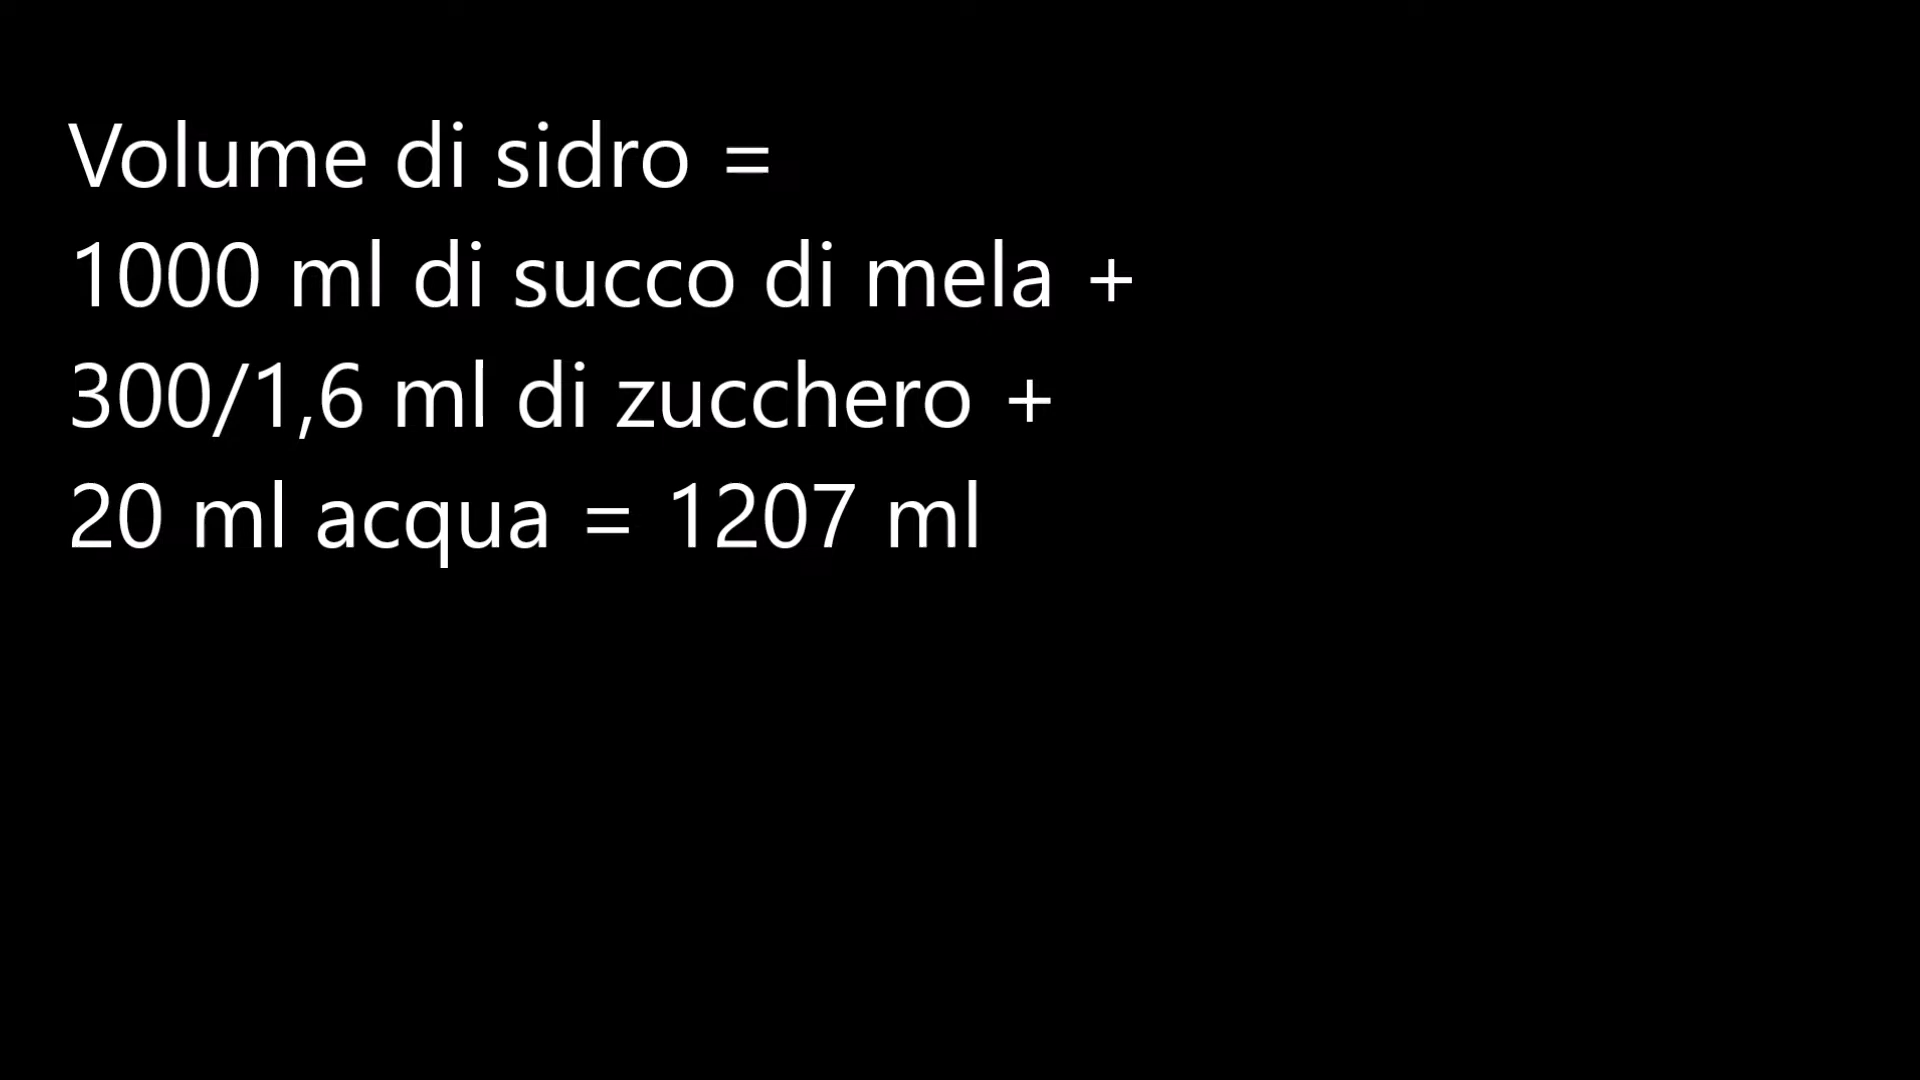 Volume di sidro =
1000 ml di succo di mela +
300/1,6 ml di zucchero +
20 ml acqua = 1207 ml